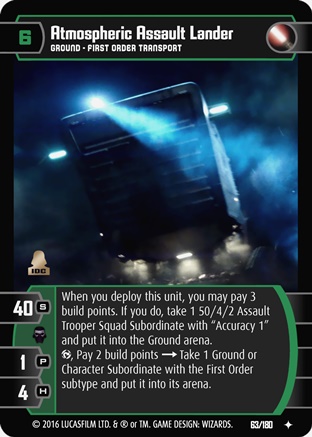 6 Atmospheric Assault Lander
GROUND - FIRST ORDER TRANSPORT
IDC
40 S
1 P
4 H
When you deploy this unit, you may pay 3
build points. If you do, take 1 50/4/2 Assault
Trooper Squad Subordinate with "Accuracy 1"
and put it into the Ground arena.
, Pay 2 build points → Take 1 Ground or
Character Subordinate with the First Order
subtype and put it into its arena.
© 2016 LUCASFILM LTD. & ® or TM. GAME DESIGN: WIZARDS. 63/180